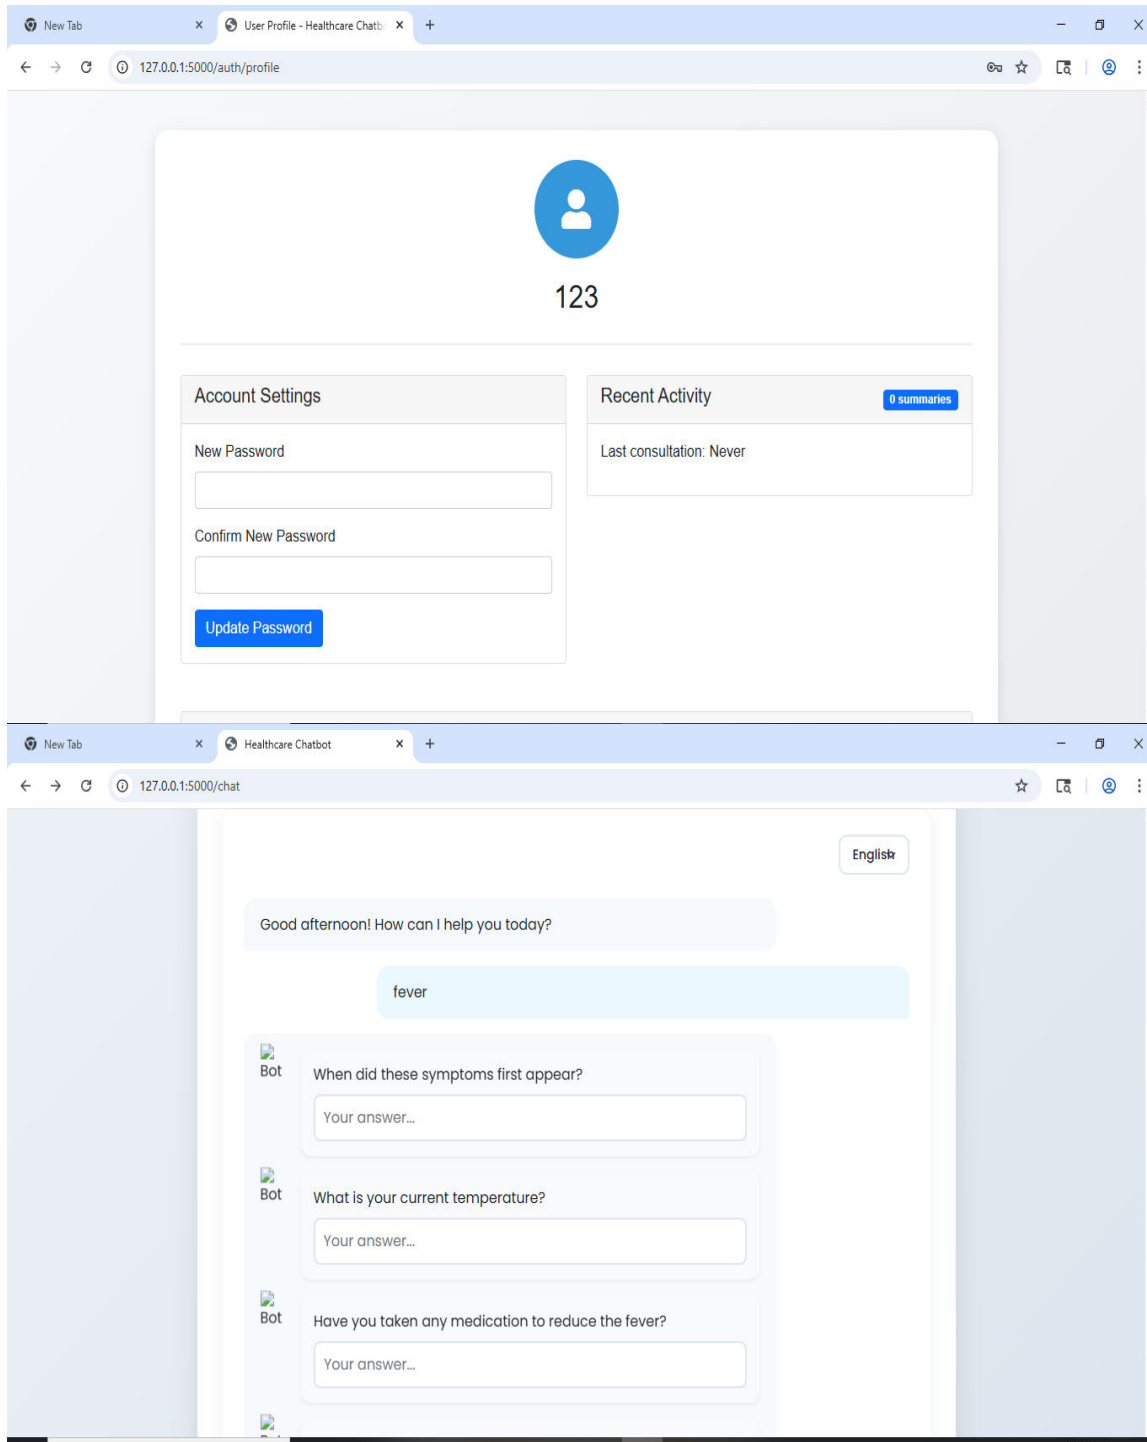 New Tab
User Profile - Healthcare Chatb
127.0.0.1:5000/auth/profile
123
Account Settings
New Password
Confirm New Password
Update Password
Recent Activity
0 summaries
Last consultation: Never
New Tab
Healthcare Chatbot
127.0.0.1:5000/chat
English
Good afternoon! How can I help you today?
fever
Bot
When did these symptoms first appear?
Your answer...
Bot
What is your current temperature?
Your answer...
Bot
Have you taken any medication to reduce the fever?
Your answer...